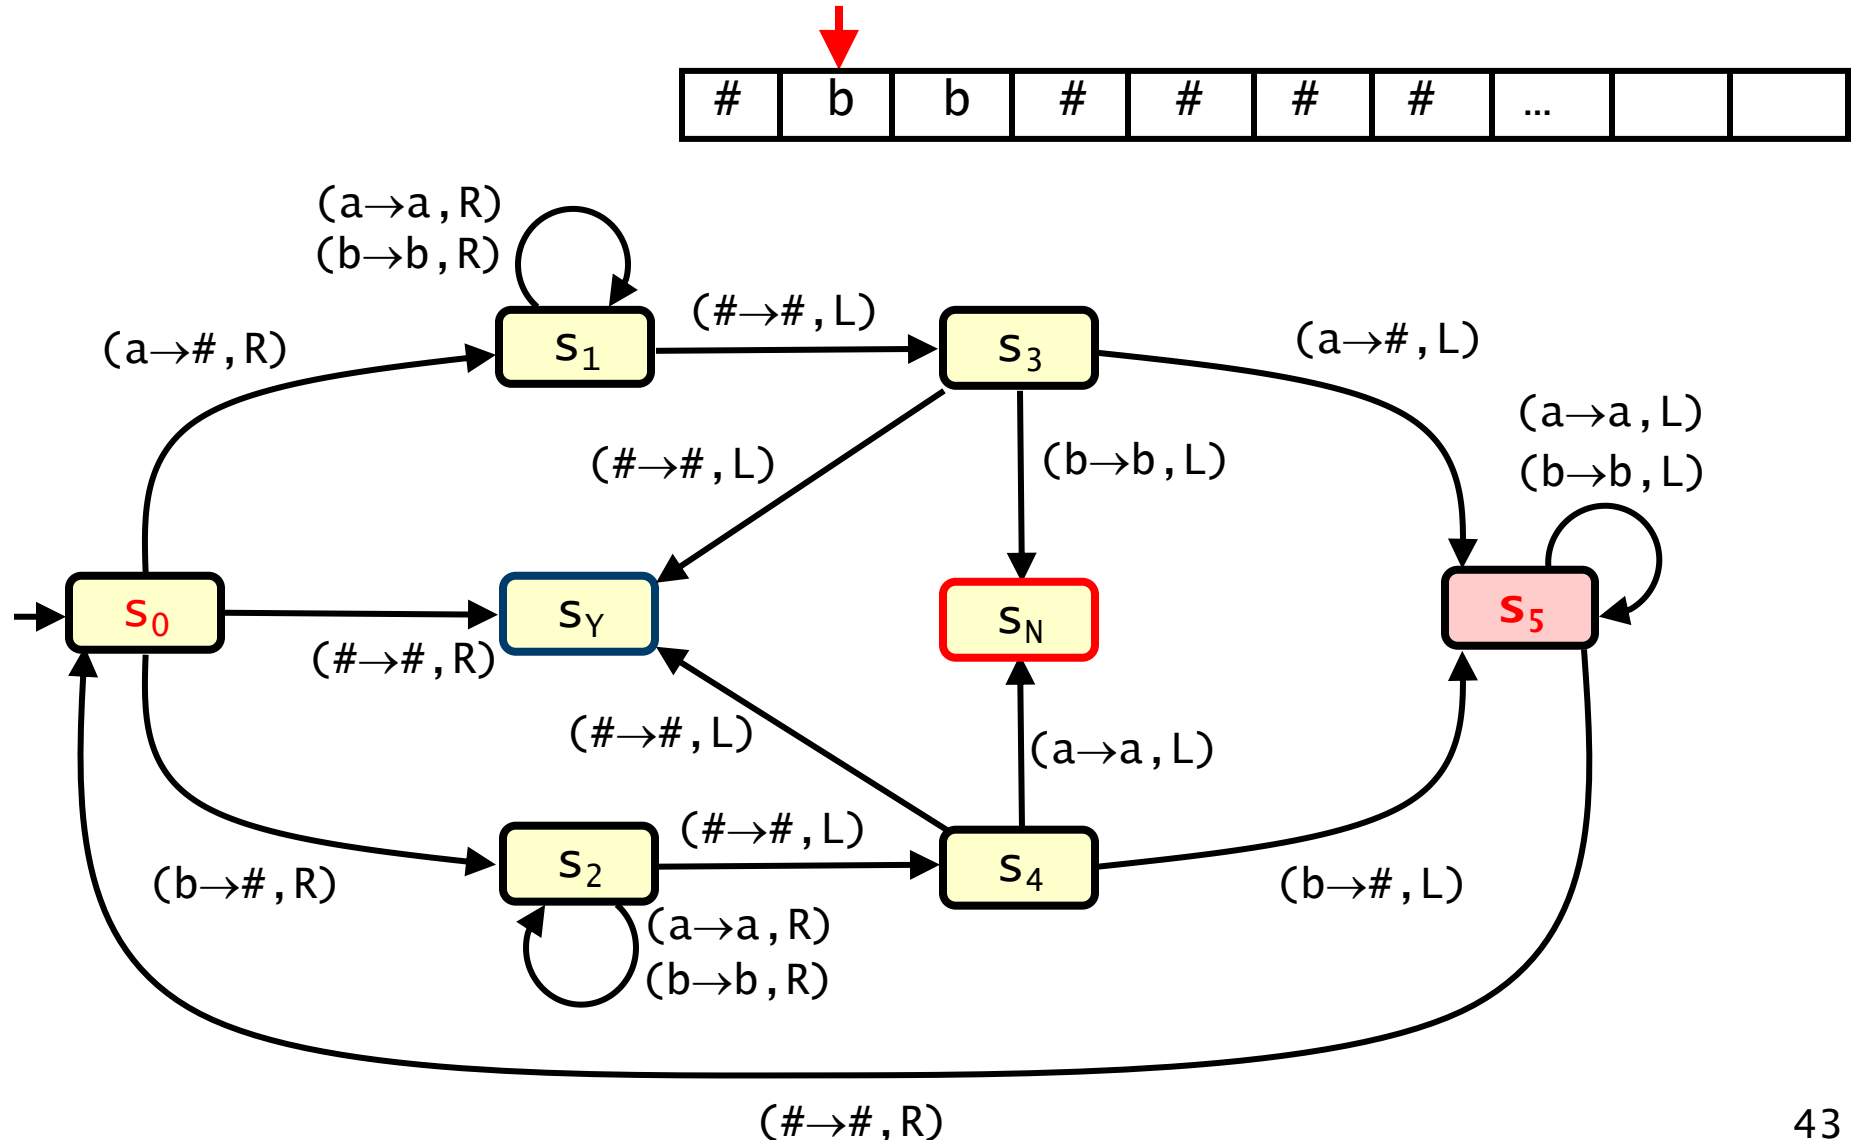 # b b # # # # ...
(a→a,R)
(b→b,R)
(#→#,L)
(a→#,R)
s1
s3
(a→#,L)
(a→a,L)
(b→b,L)
(#→#,L)
(b→b,L)
s0
sY
sN
s5
(#→#,R)
(#→#,L)
(a→a,L)
(#→#,L)
s2
s4
(b→#,R)
(b→#,L)
(a→a,R)
(b→b,R)
(#→#,R)
43